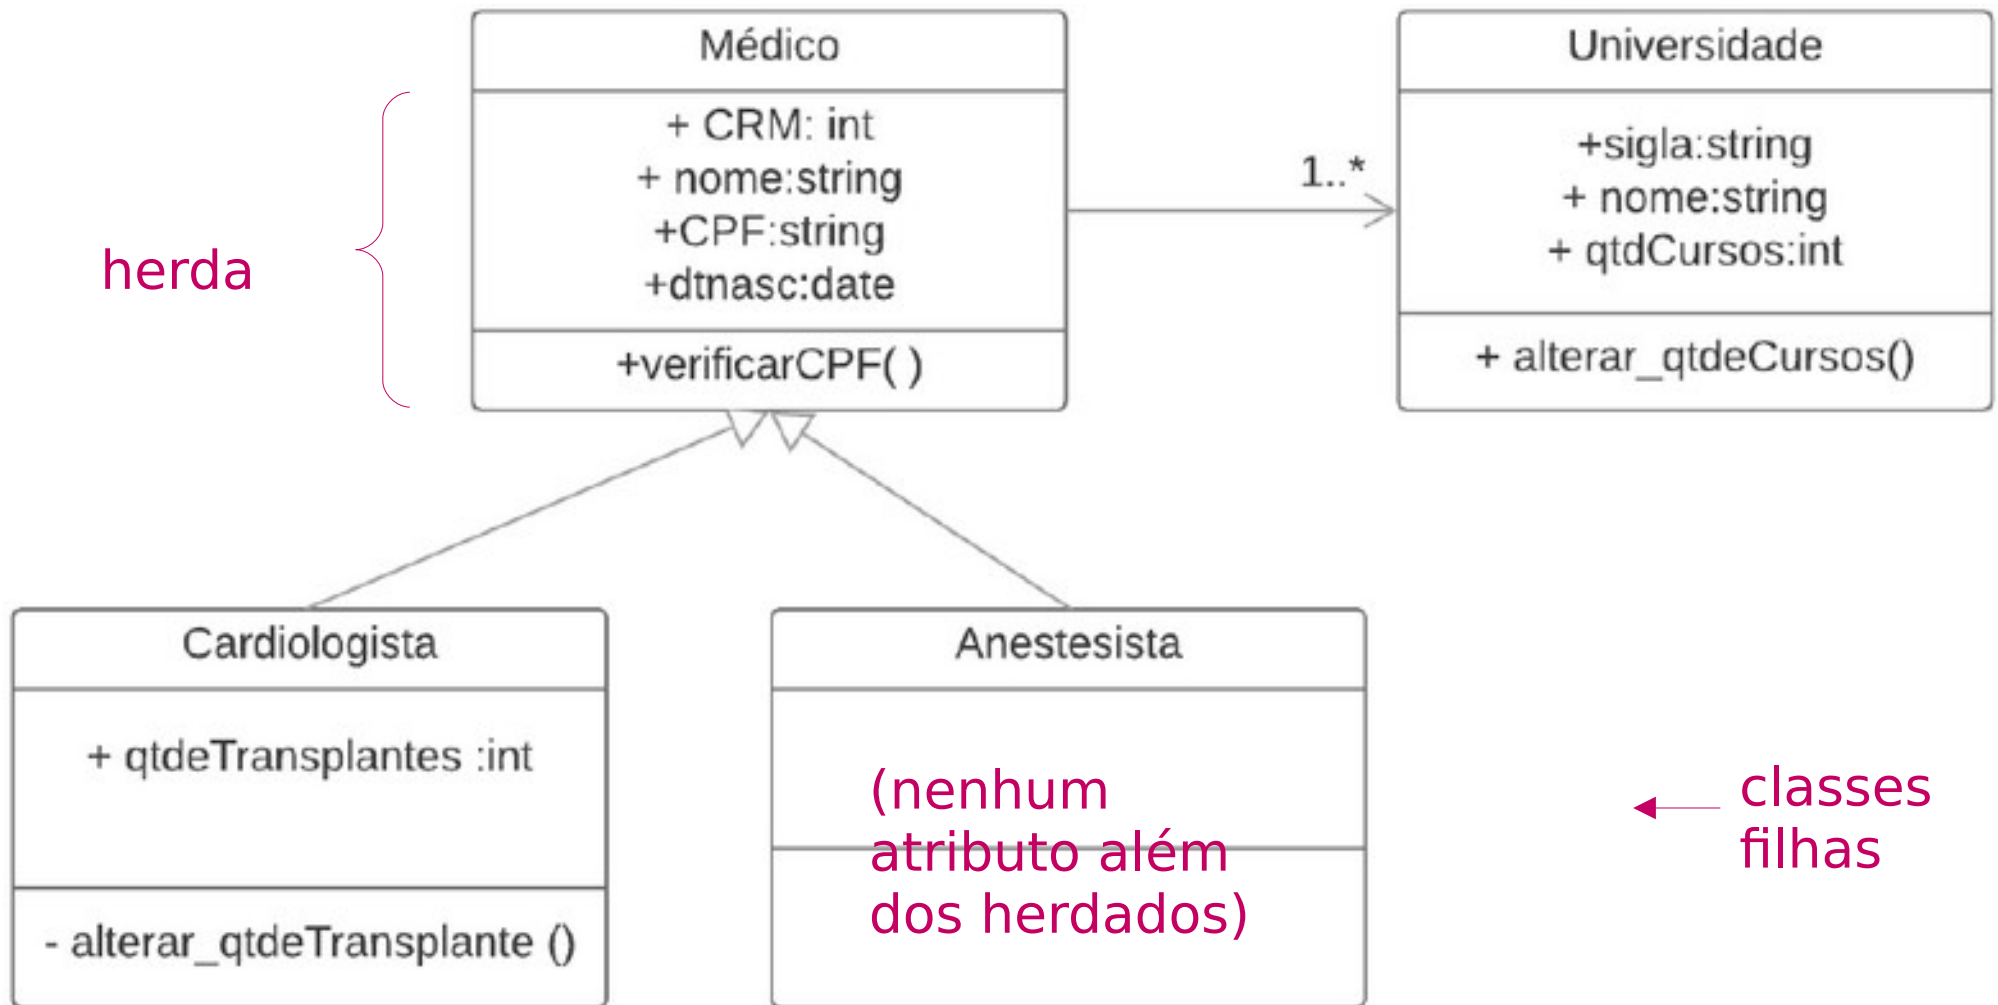 Médico
+ CRM: int
+ nome:string
+CPF:string
+dtnasc:date
+verificarCPF( )
herda
1..*
Universidade
+sigla:string
+ nome:string
+ qtdCursos:int
+ alterar_qtdeCursos()
Cardiologista
+ qtdeTransplantes :int
- alterar_qtdeTransplante ()
Anestesista
(nenhum
atributo além
dos herdados)
classes
filhas